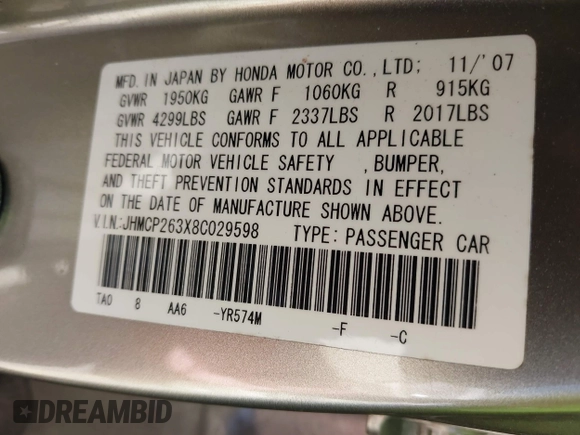 MFD. IN JAPAN BY HONDA MOTOR CO., LTD; 11/'07
GVWR 1950KG GAWR F 1060KG R 915KG
GVWR 4299LBS GAWR F 2337LBS R 2017LBS
THIS VEHICLE CONFORMS TO ALL APPLICABLE
FEDERAL MOTOR VEHICLE SAFETY , BUMPER,
AND THEFT PREVENTION STANDARDS IN EFFECT
ON THE DATE OF MANUFACTURE SHOWN ABOVE.
V.I.N.:JHMCP263X8C029598 TYPE: PASSENGER CAR
TA0 8 AA6 -YR574M -F -C
DREAMBID